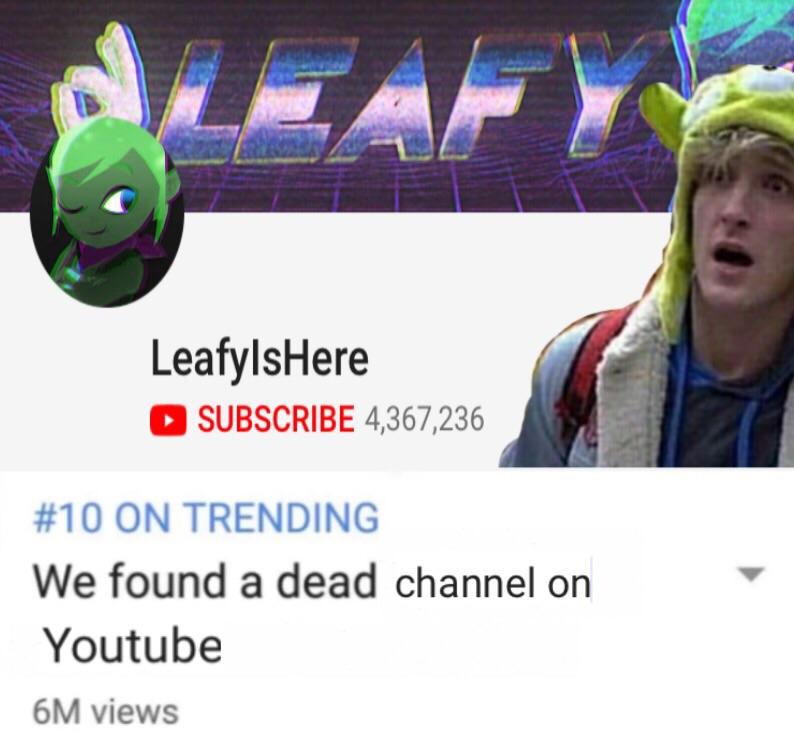 LEAFY
LeafyIsHere
SUBSCRIBE 4,367,236
#10 ON TRENDING
We found a dead channel on
Youtube
6M views